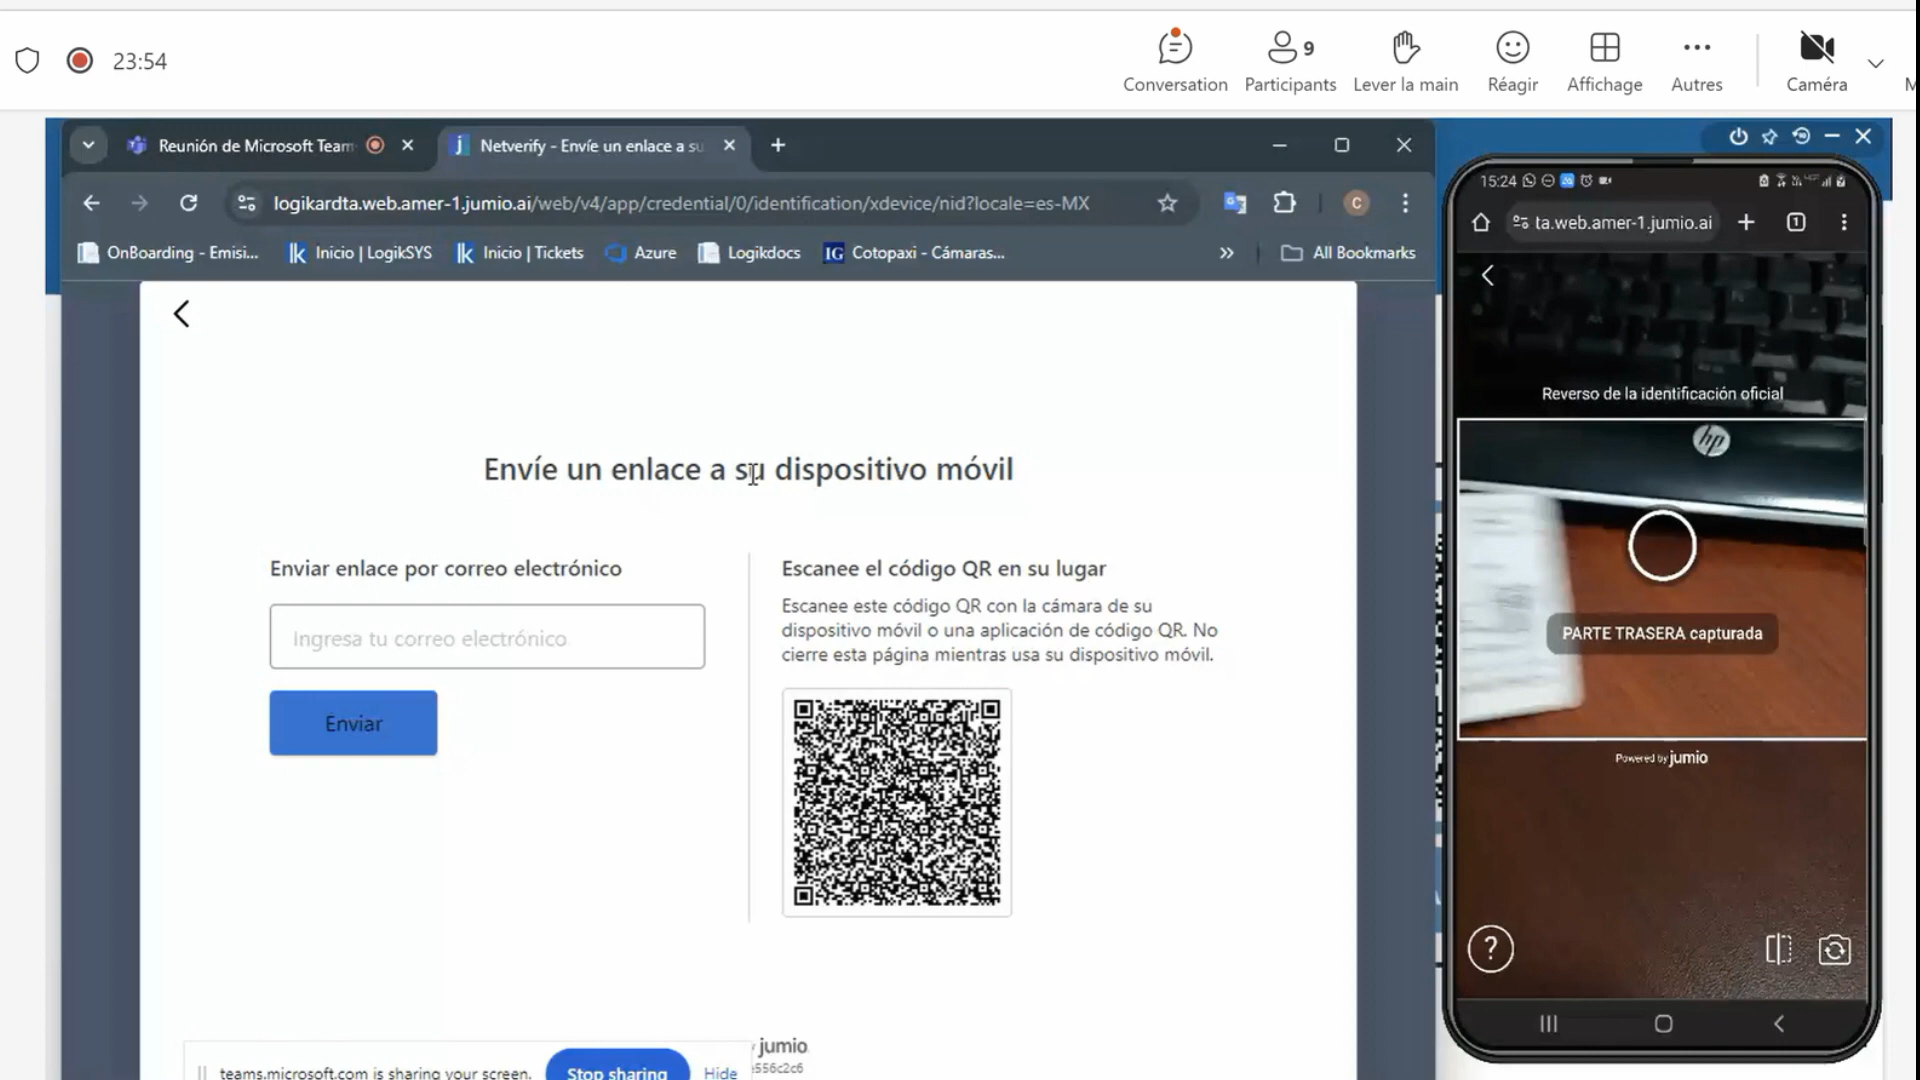 23:54
Conversation
Participants 9
Lever la main
Réagir
Affichage
Autres
Caméra
Reunión de Microsoft Team
Netverify - Envíe un enlace a su
logikardta.web.amer-1.jumio.ai/web/v4/app/credential/0/identification/xdevice/nid?locale=es-MX
C
OnBoarding - Emisi...
Inicio | LogikSYS
Inicio | Tickets
Azure
Logikdocs
IG Cotopaxi - Cámaras...
All Bookmarks
Envíe un enlace a su dispositivo móvil
Enviar enlace por correo electrónico
Ingresa tu correo electrónico
Enviar
Escanee el código QR en su lugar
Escanee este código QR con la cámara de su
dispositivo móvil o una aplicación de código QR. No
cierre esta página mientras usa su dispositivo móvil.
jumio
556c2c6
teams.microsoft.com is sharing your screen.
Stop sharing
Hide
15:24
ta.web.amer-1.jumio.ai
1
Reverso de la identificación oficial
hp
PARTE TRASERA capturada
Powered by jumio
?